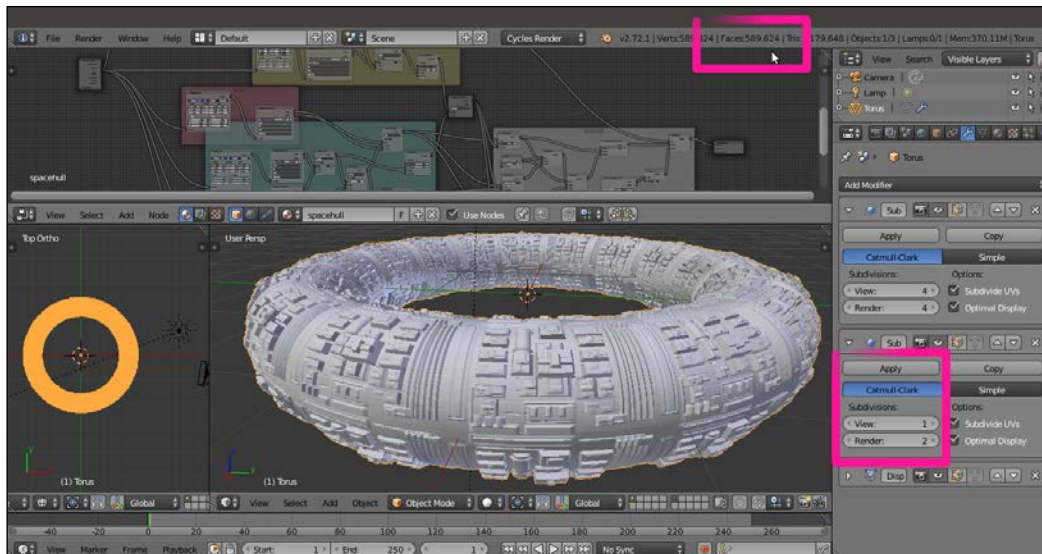 File Render Window Help Default Scene Cycles Render v2.72.1 | Verts:589,824 | Faces:589,824 | Tris:1179,648 | Objects:1/3 | Lamps:0/1 | Mem:370.11M | Torus
View Search Visible Layers
Camera
Lamp
Torus
Torus
spacehull
Add Modifier
View Select Add Node spacehull F Use Nodes
Sub
Apply Copy
Top Ortho
User Persp
Catmull-Clark Simple
Subdivisions: Options:
View: 4 Subdivide UVs
Render: 4 Optimal Display
Sub
Apply Copy
Catmull-Clark Simple
Subdivisions: Options:
View: 1 Subdivide UVs
Render: 2 Optimal Display
Disp
(1) Torus
(1) Torus
Global View Select Add Object Object Mode Global
-40 -20 0 20 40 60 80 100 120 140 160 180 200 220 240 260 280
View Marker Frame Playback Start: 1 End: 250 1 No Sync